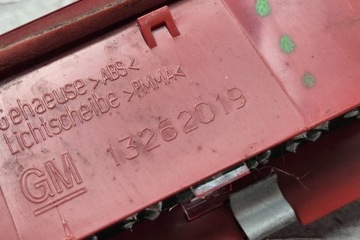 Gehaeuse >ABS<
Lichtscheibe >PMMA<
GM 13262019